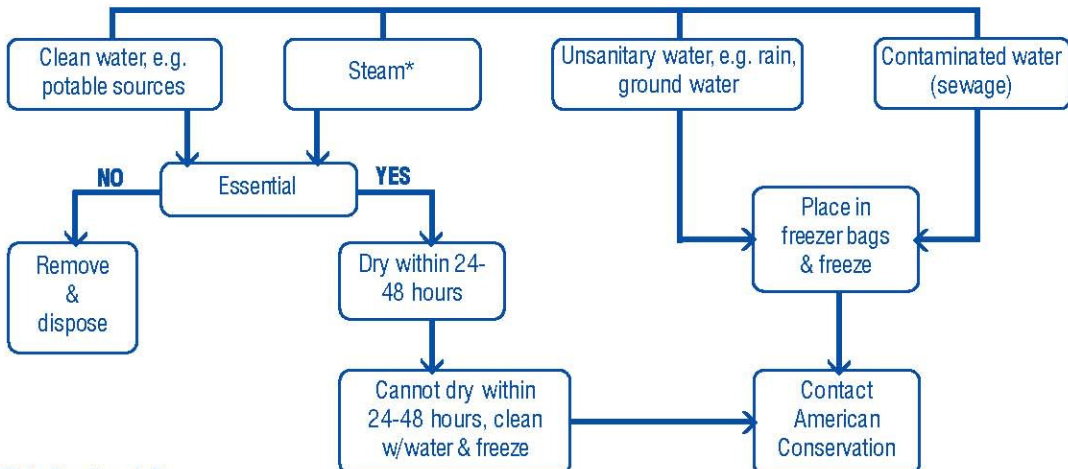 Clean water, e.g.
potable sources
Steam*
Unsanitary water, e.g. rain,
ground water
Contaminated water
(sewage)
NO
Essential
YES
Remove
&
dispose
Dry within 24-
48 hours
Place in
freezer bags
& freeze
Cannot dry within
24-48 hours, clean
w/water & freeze
Contact
American
Conservation